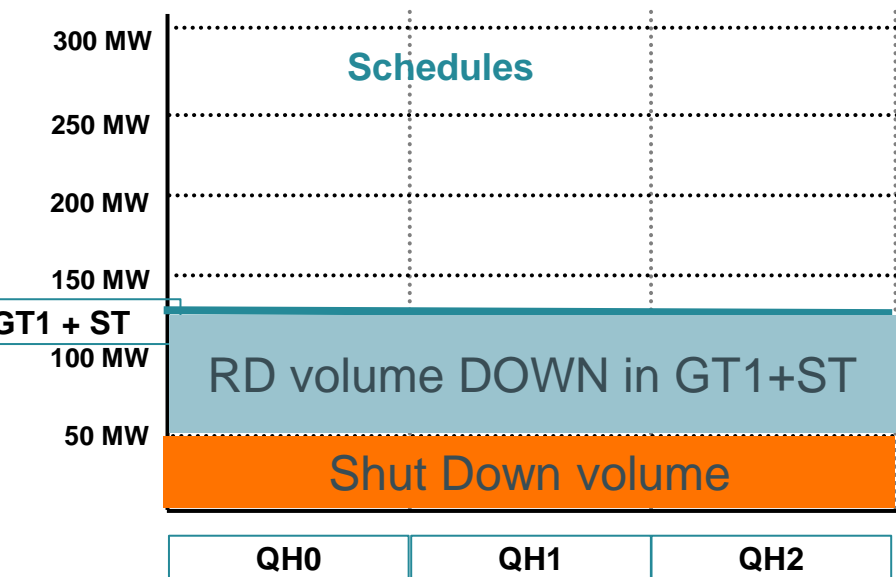 300 MW
Schedules
250 MW
200 MW
150 MW
GT1 + ST
100 MW
RD volume DOWN in GT1+ST
50 MW
Shut Down volume
QH0 QH1 QH2